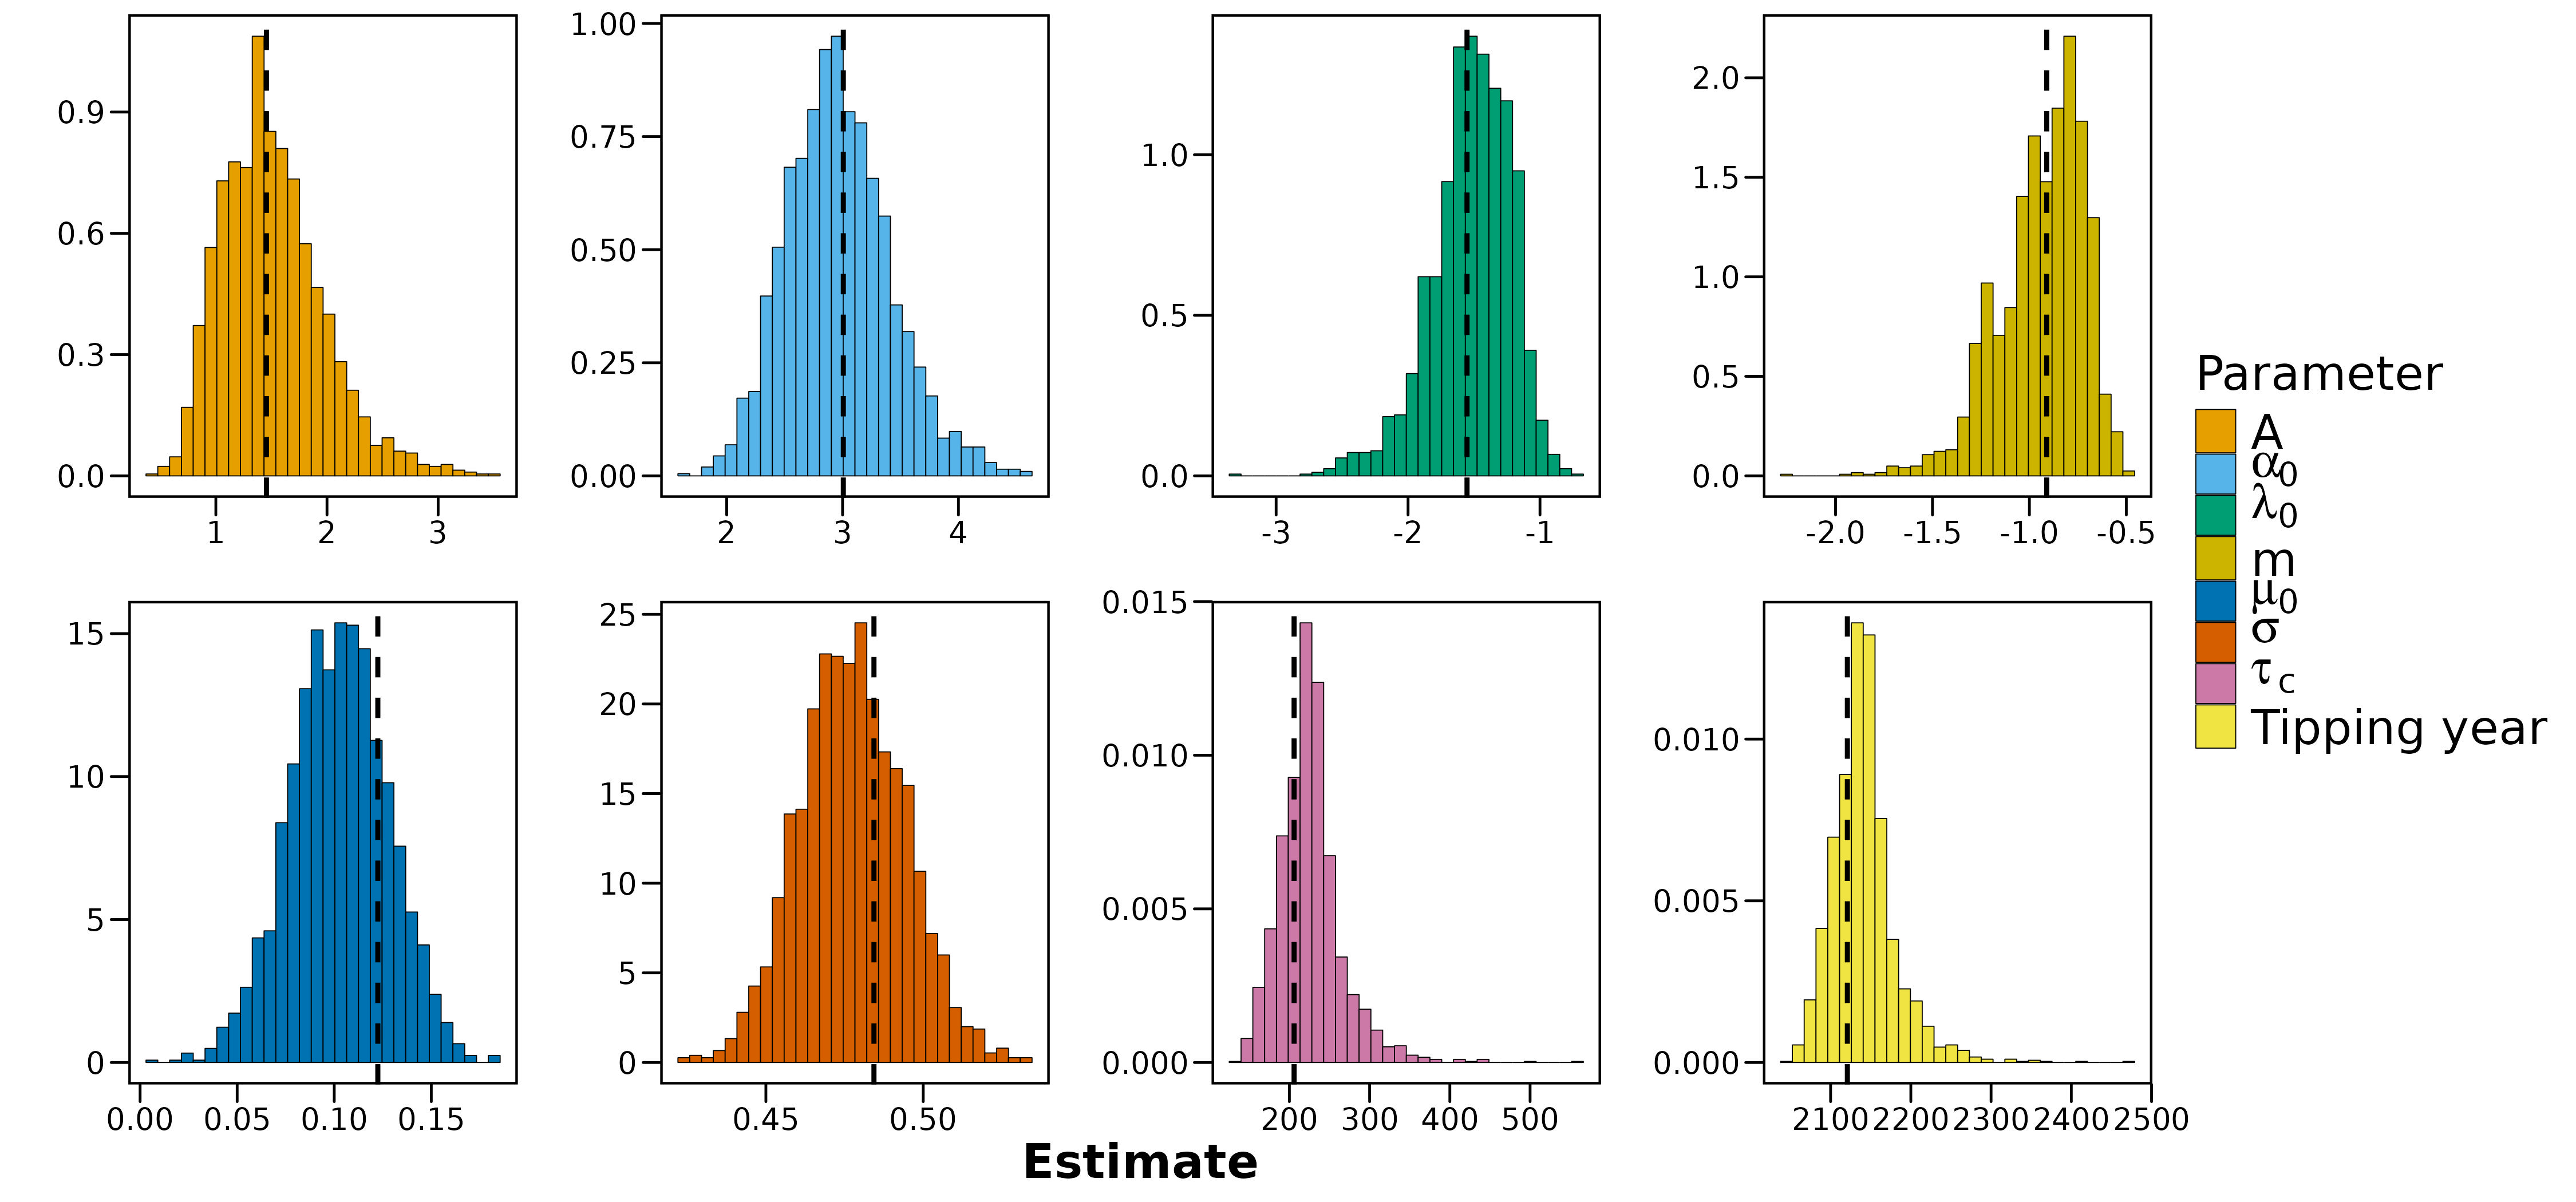 1.00
0.9
0.6
0.3
0.0
1 2 3
0.75
0.50
0.25
0.00
2 3 4
1.0
0.5
0.0
-3 -2 -1
2.0
1.5
1.0
0.5
0.0
-2.0 -1.5 -1.0 -0.5
15
10
5
0
0.00 0.05 0.10 0.15
25
20
15
10
5
0
0.45 0.50
0.015
0.010
0.005
0.000
200 300 400 500
0.010
0.005
0.000
2100 2200 2300 2400 2500
Estimate
Parameter
A
α0
λ0
m
μ0
σ
τc
Tipping year